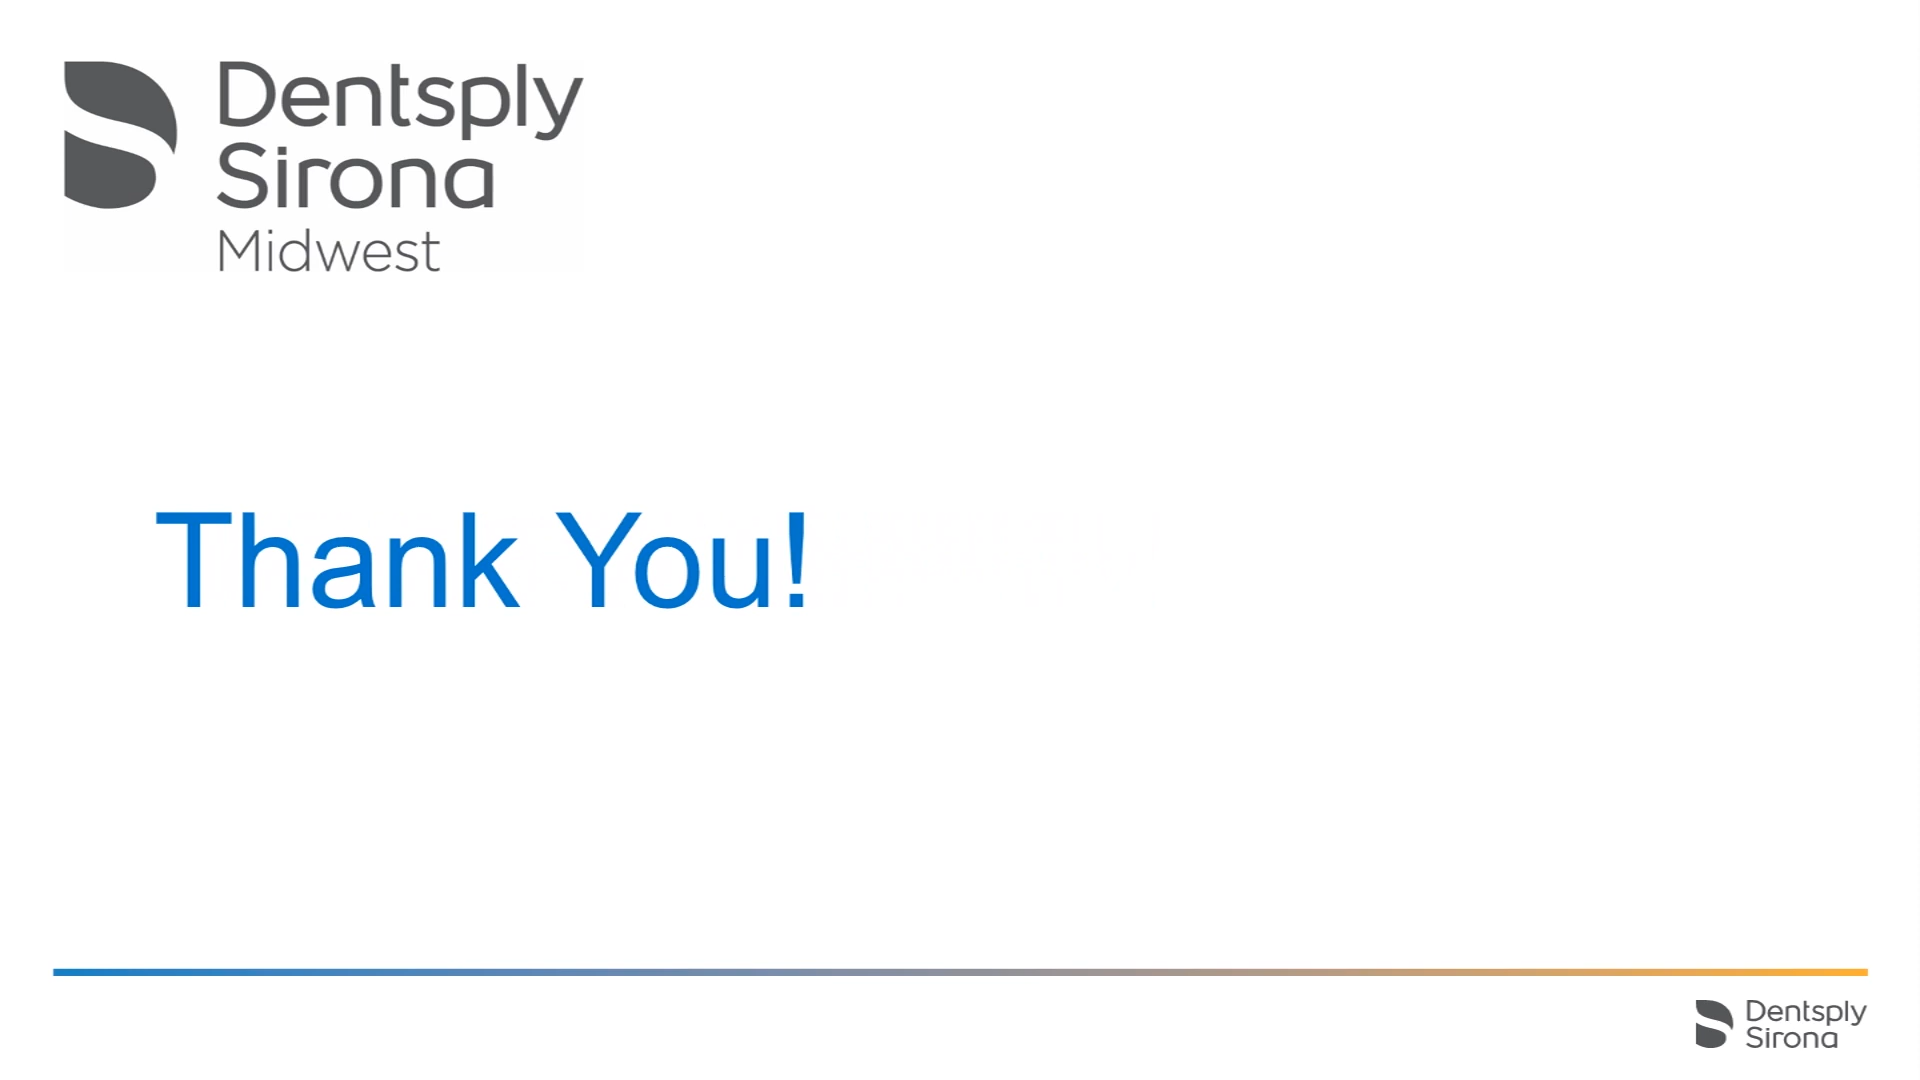 Dentsply
Sirona
Midwest
Thank You!
Dentsply
Sirona